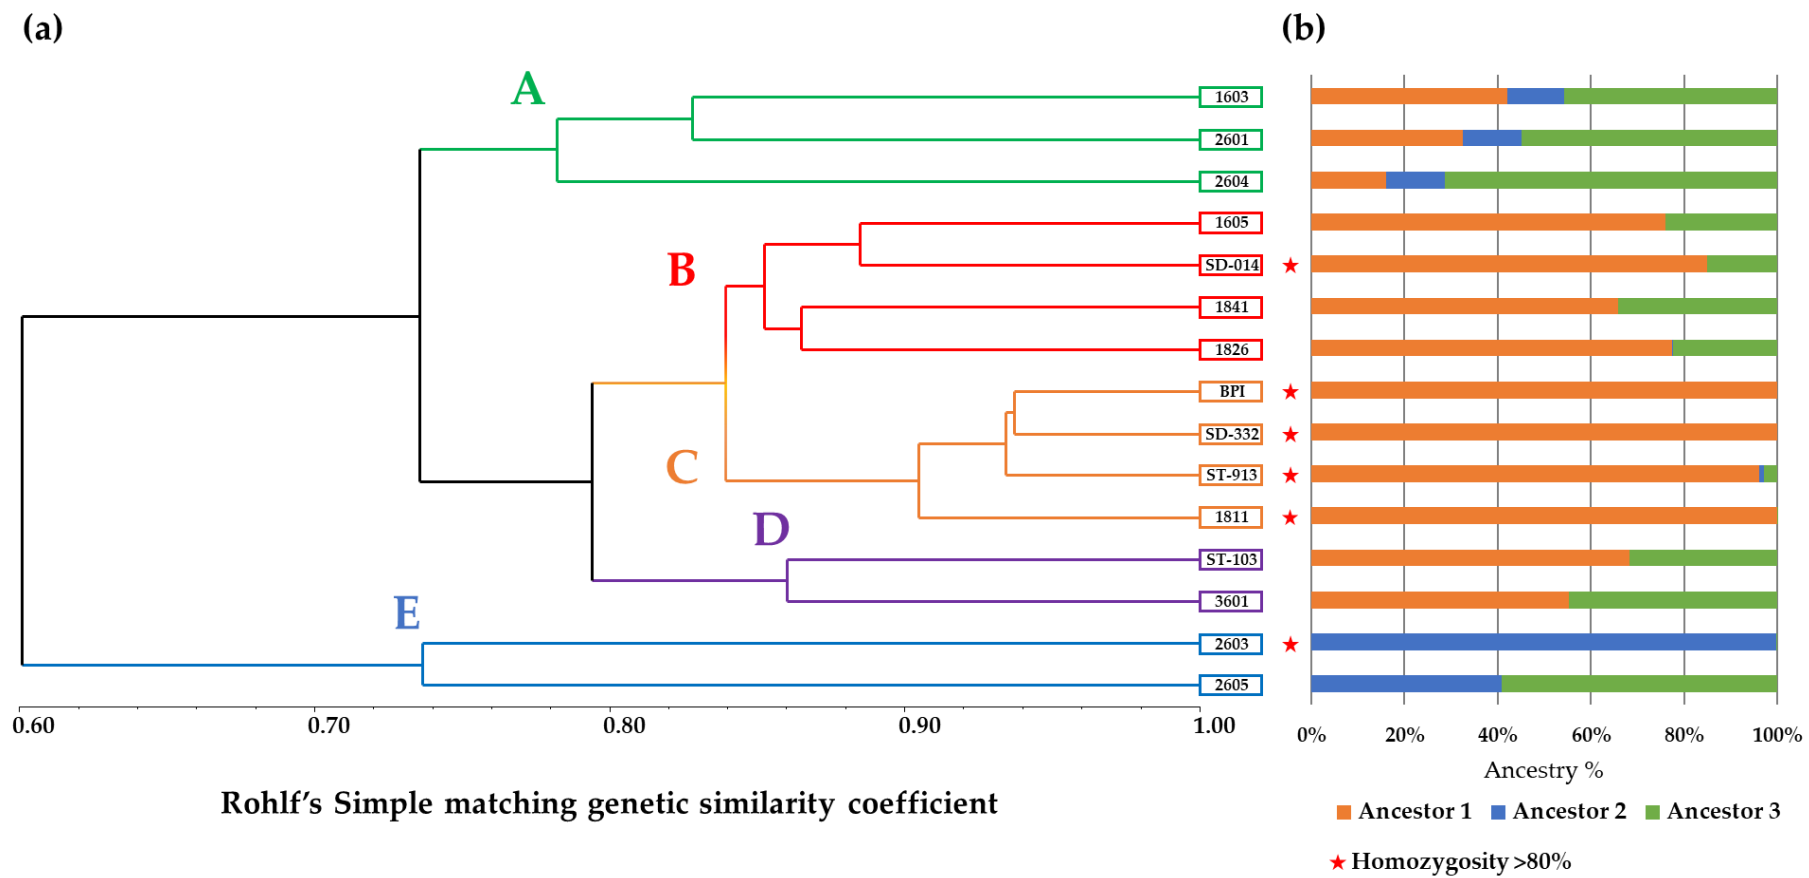 (a)
(b)
A
1603
2601
2604
B
1605
SD-014
1841
1826
C
BPI
SD-332
ST-913
1811
D
ST-103
3601
E
2603
2605
0.60 0.70 0.80 0.90 1.00
Rohlf's Simple matching genetic similarity coefficient
0% 20% 40% 60% 80% 100%
Ancestry %
Ancestor 1 Ancestor 2 Ancestor 3
★ Homozygosity >80%